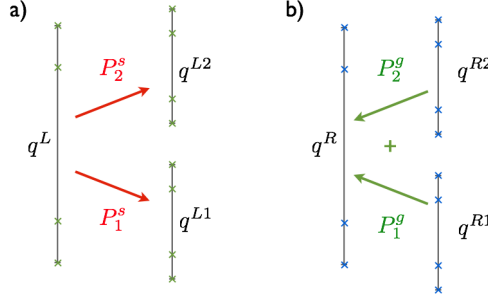 a)
P_2^s
q^{L2}
q^L
P_1^s
q^{L1}
b)
P_2^g
q^{R2}
q^R
+
P_1^g
q^{R1}